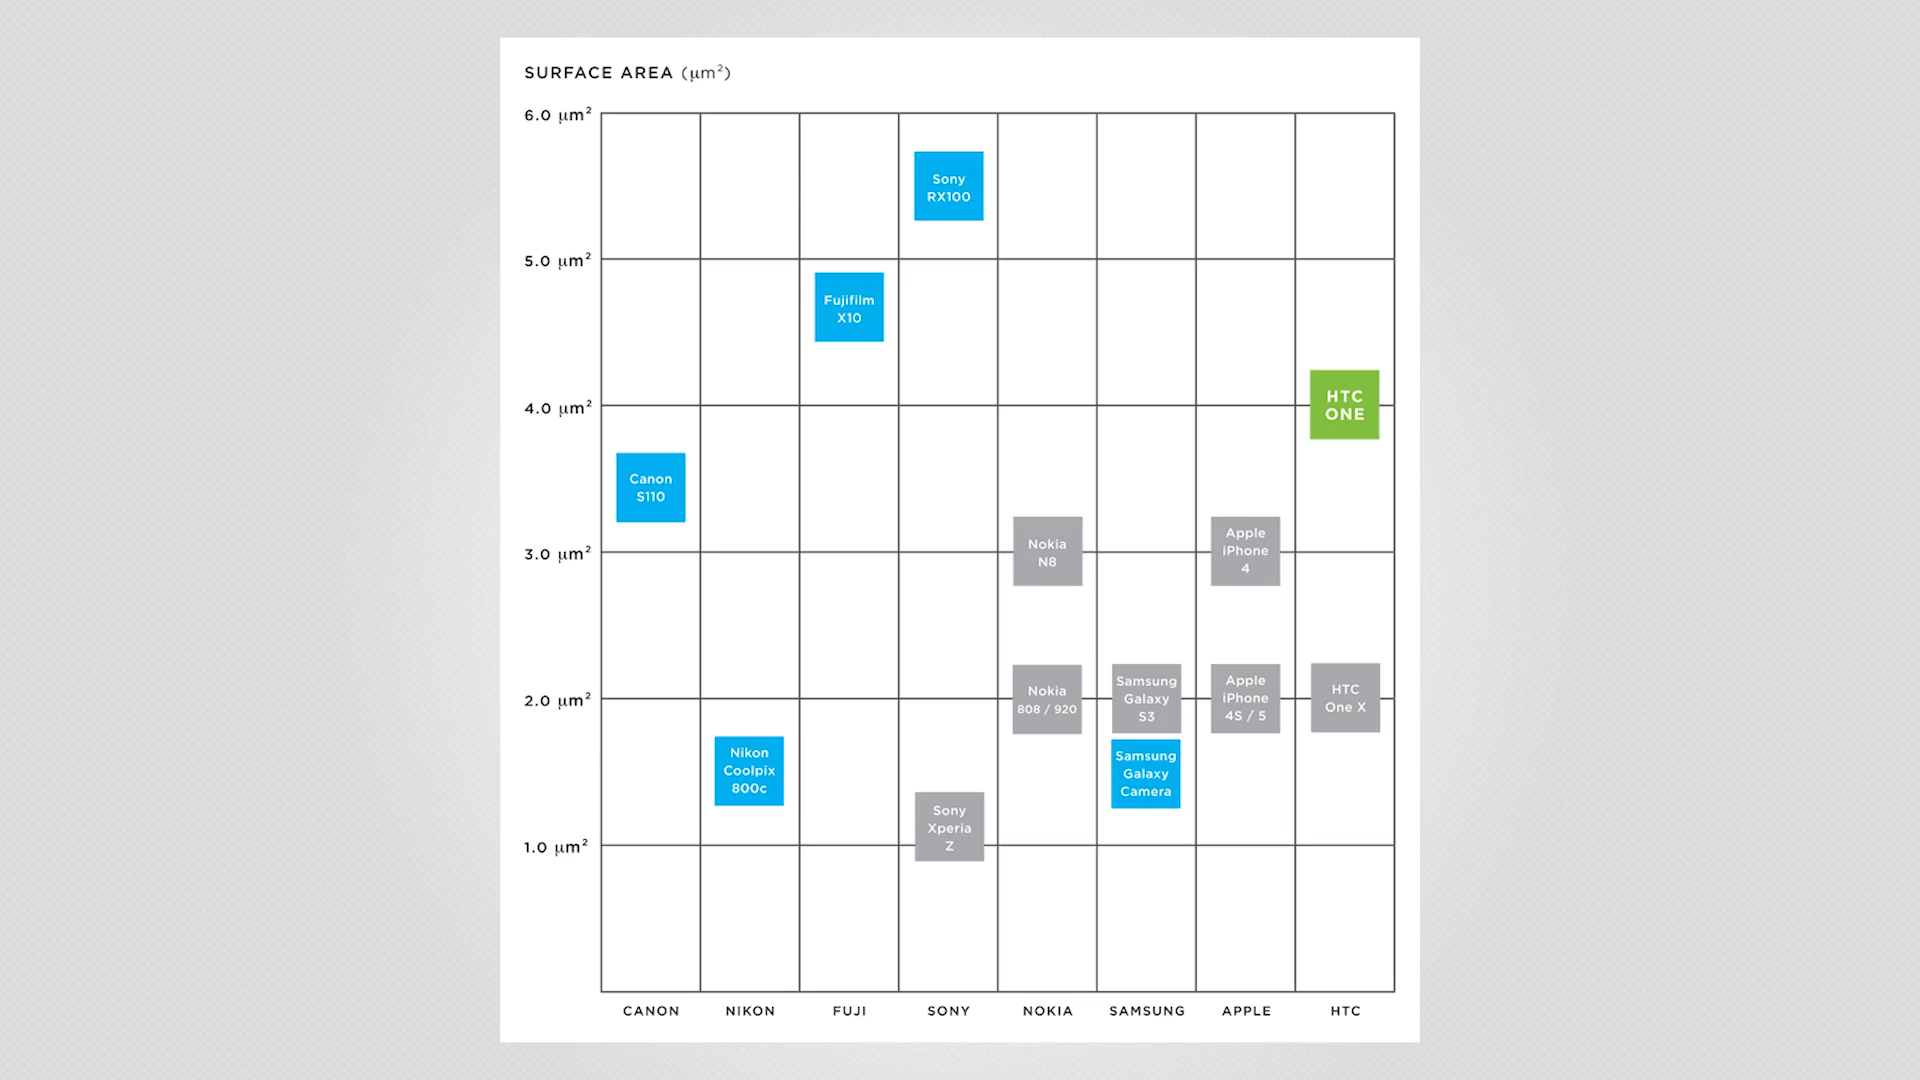 SURFACE AREA (µm²)
6.0 µm²
Sony
RX100
5.0 µm²
Fujifilm
X10
HTC
ONE
4.0 µm²
Canon
S110
Nokia
N8
Apple
iPhone
4
3.0 µm²
Nokia
808 / 920
Samsung
Galaxy
S3
Apple
iPhone
4S / 5
HTC
One X
2.0 µm²
Nikon
Coolpix
800c
Samsung
Galaxy
Camera
Sony
Xperia
Z
1.0 µm²
CANON NIKON FUJI SONY NOKIA SAMSUNG APPLE HTC